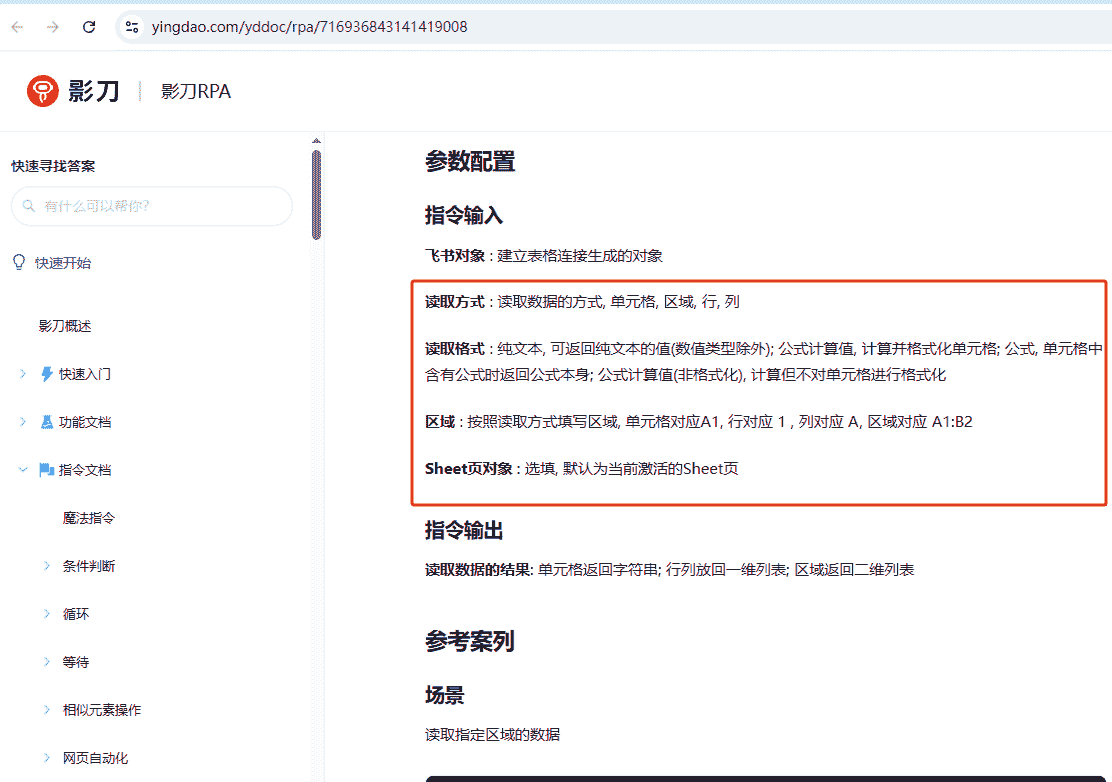 yingdao.com/yddoc/rpa/716936843141419008
影刀 | 影刀RPA
快速寻找答案
有什么可以帮你?
快速开始
影刀概述
快速入门
功能文档
指令文档
魔法指令
条件判断
循环
等待
相似元素操作
网页自动化
参数配置
指令输入
飞书对象 : 建立表格连接生成的对象
读取方式 : 读取数据的方式, 单元格, 区域, 行, 列
读取格式 : 纯文本, 可返回纯文本的值(数值类型除外); 公式计算值, 计算并格式化单元格; 公式, 单元格中
含有公式时返回公式本身; 公式计算值(非格式化), 计算但不对单元格进行格式化
区域 : 按照读取方式填写区域, 单元格对应A1, 行对应 1 , 列对应 A, 区域对应 A1:B2
Sheet页对象 : 选填, 默认为当前激活的Sheet页
指令输出
读取数据的结果: 单元格返回字符串; 行列放回一维列表; 区域返回二维列表
参考案列
场景
读取指定区域的数据